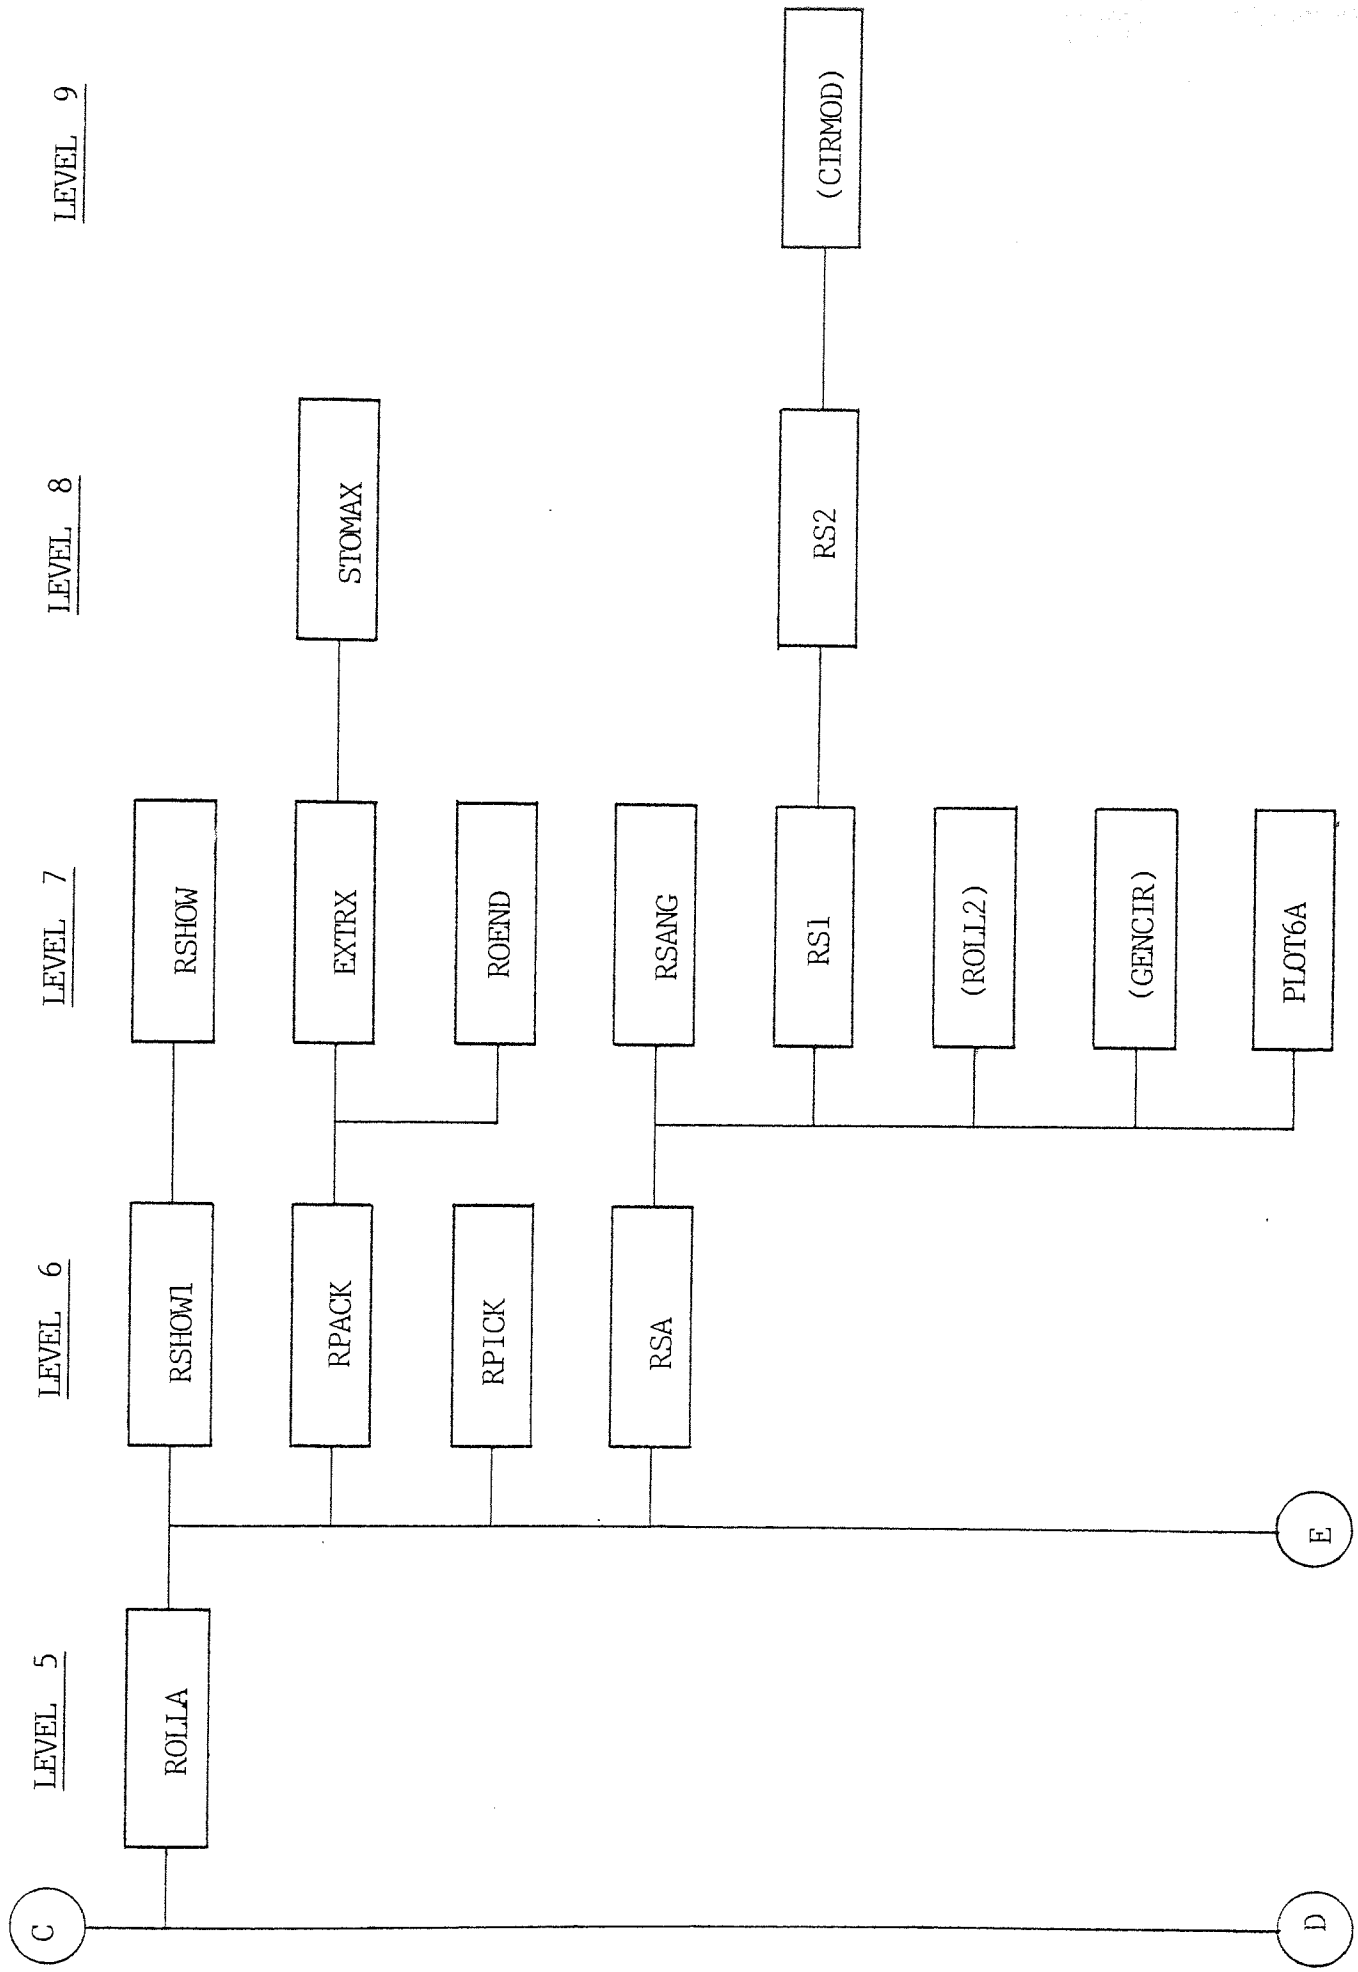 LEVEL 5
LEVEL 6
LEVEL 7
LEVEL 8
LEVEL 9
C
ROLLA
RSHOW1
RSHOW
RPACK
EXTRX
STOMAX
RPICK
ROEND
RSA
RSANG
RS1
RS2
(CIRMOD)
(ROLL2)
(GENCIR)
PLOT6A
D
E